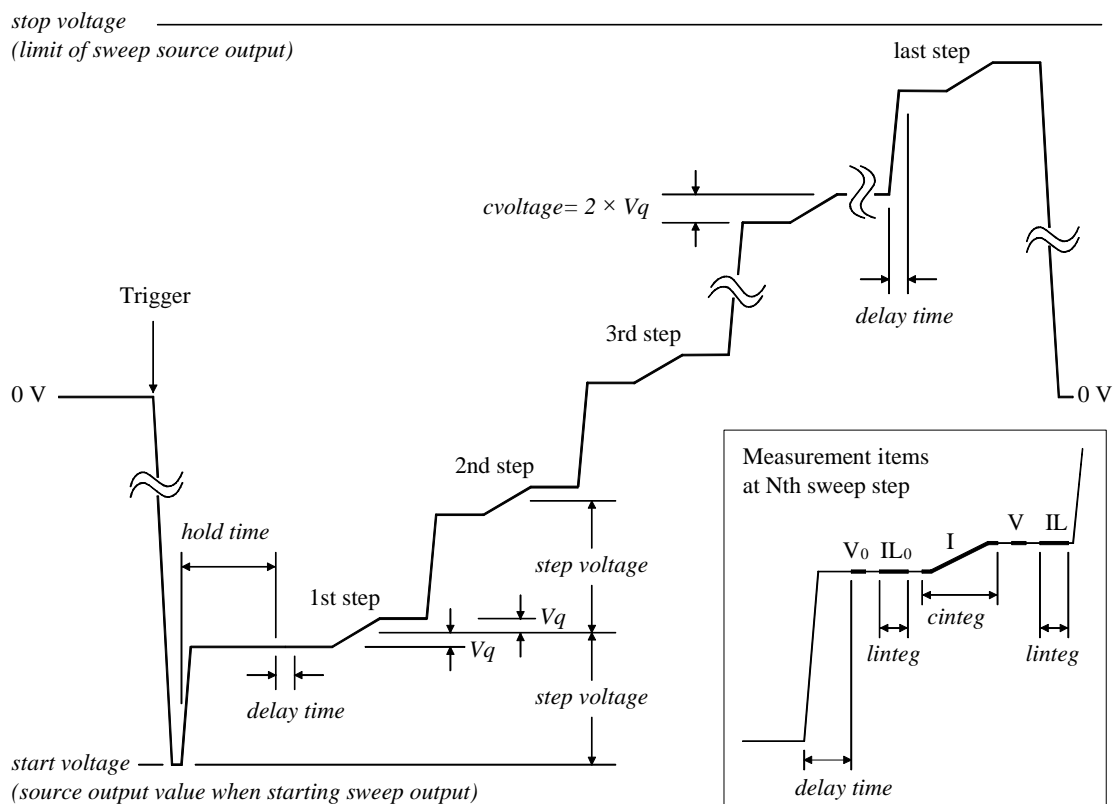 stop voltage
(limit of sweep source output)
last step
cvoltage= 2 × Vq
Trigger
delay time
3rd step
0 V
0 V
2nd step
hold time
step voltage
1st step
Vq
Vq
delay time
step voltage
start voltage
(source output value when starting sweep output)
Measurement items
at Nth sweep step
V0 IL0 I V IL
cinteg
linteg
linteg
delay time